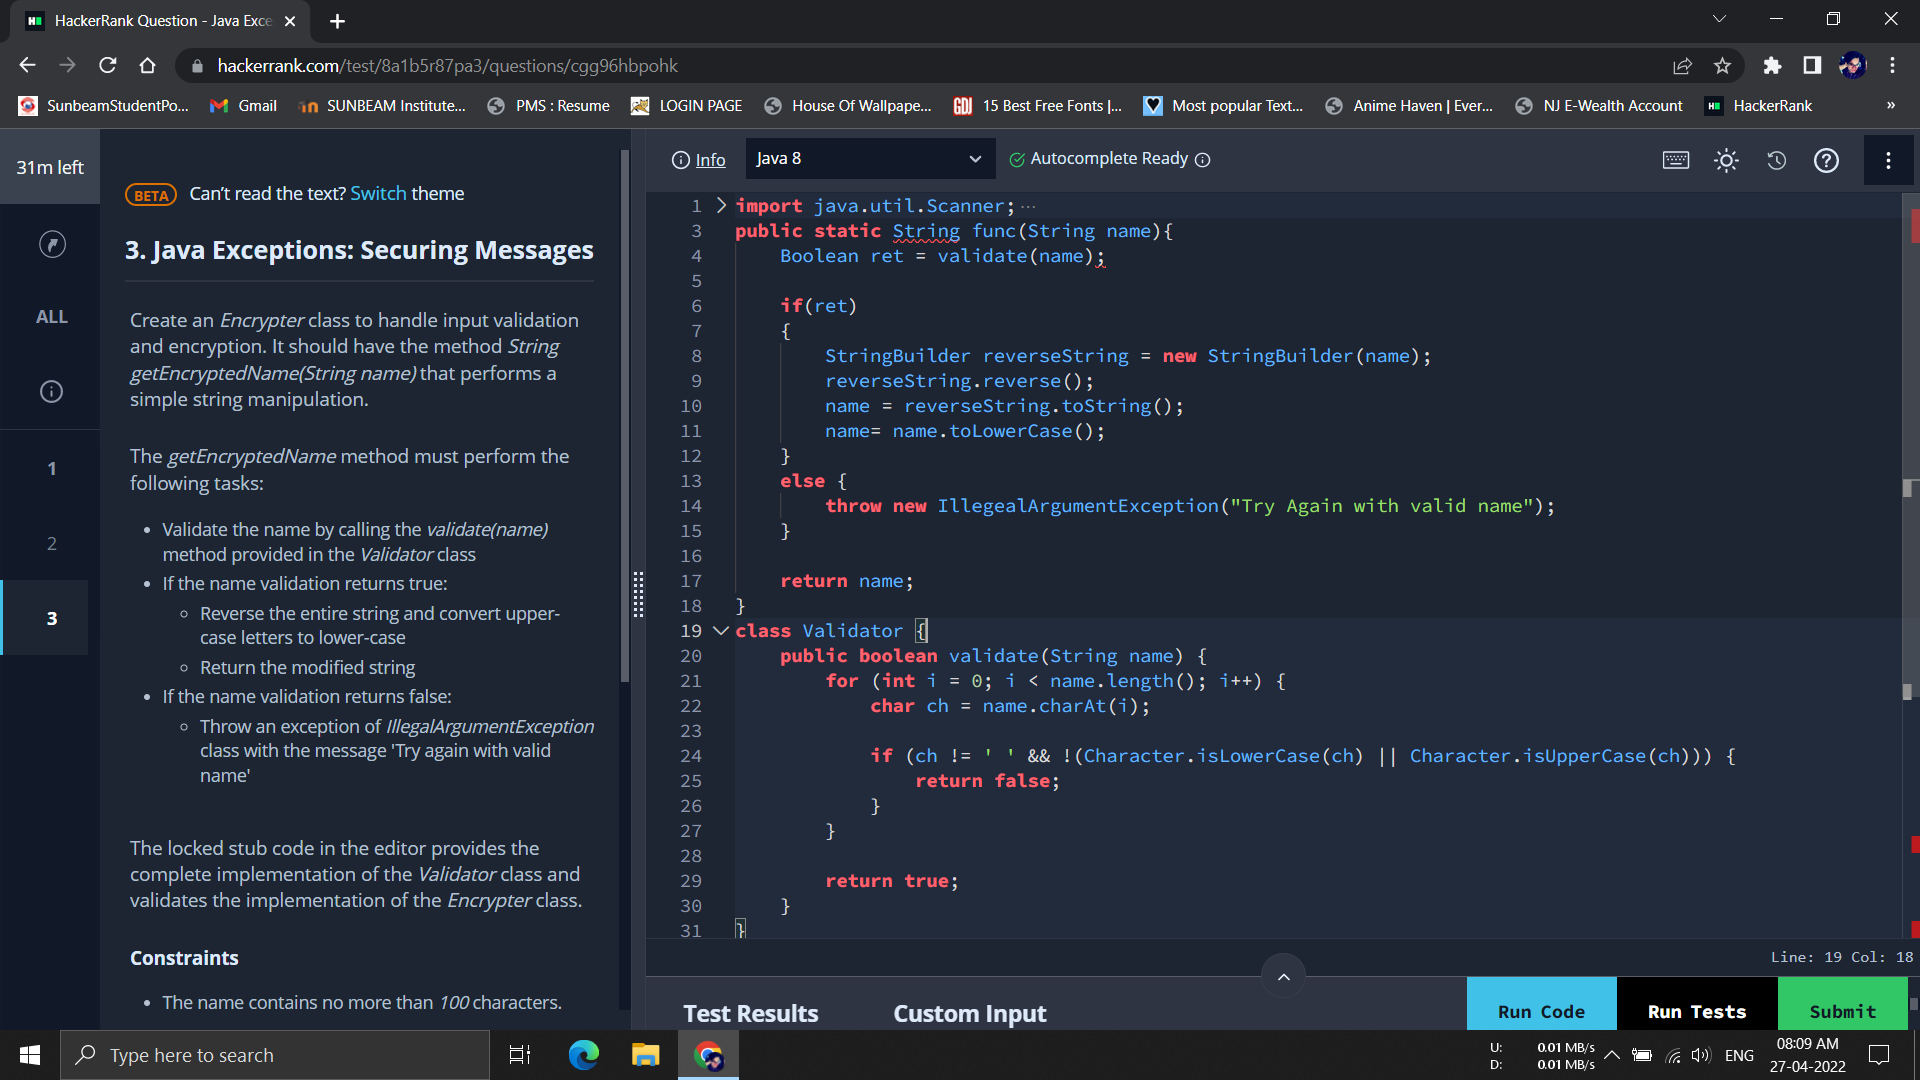 HackerRank Question - Java Exce
hackerrank.com/test/8a1b5r87pa3/questions/cgg96hbpohk
SunbeamStudentPo...
Gmail
SUNBEAM Institute...
PMS : Resume
LOGIN PAGE
House Of Wallpape...
15 Best Free Fonts |...
Most popular Text...
Anime Haven | Ever...
NJ E-Wealth Account
HackerRank
»
31m left
ALL
1
2
3
BETA Can't read the text? Switch theme
3. Java Exceptions: Securing Messages
Create an Encrypter class to handle input validation
and encryption. It should have the method String
getEncryptedName(String name) that performs a
simple string manipulation.
The getEncryptedName method must perform the
following tasks:
• Validate the name by calling the validate(name)
method provided in the Validator class
• If the name validation returns true:
◦ Reverse the entire string and convert upper-
case letters to lower-case
◦ Return the modified string
• If the name validation returns false:
◦ Throw an exception of IllegalArgumentException
class with the message 'Try again with valid
name'
The locked stub code in the editor provides the
complete implementation of the Validator class and
validates the implementation of the Encrypter class.
Constraints
• The name contains no more than 100 characters.
Info
Java 8
Autocomplete Ready
1 import java.util.Scanner; ...
3 public static String func(String name){
4 Boolean ret = validate(name);
5
6 if(ret)
7 {
8 StringBuilder reverseString = new StringBuilder(name);
9 reverseString.reverse();
10 name = reverseString.toString();
11 name= name.toLowerCase();
12 }
13 else {
14 throw new IllegealArgumentException("Try Again with valid name");
15 }
16
17 return name;
18 }
19 class Validator {
20 public boolean validate(String name) {
21 for (int i = 0; i < name.length(); i++) {
22 char ch = name.charAt(i);
23
24 if (ch != ' ' && !(Character.isLowerCase(ch) || Character.isUpperCase(ch))) {
25 return false;
26 }
27 }
28
29 return true;
30 }
31 }
Line: 19 Col: 18
Test Results
Custom Input
Run Code
Run Tests
Submit
Type here to search
U: 0.01 MB/s
D: 0.01 MB/s
ENG
08:09 AM
27-04-2022